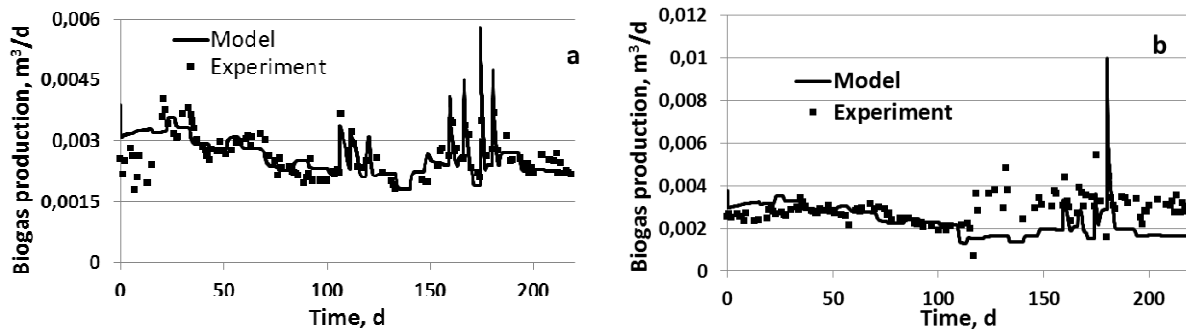 0,006
0,0045
0,003
0,0015
0
Biogas production, m³/d
Model
Experiment
a
0
50
100
150
200
Time, d
0,012
0,01
0,008
0,006
0,004
0,002
0
Biogas production, m³/d
Model
Experiment
b
0
50
100
150
200
Time, d